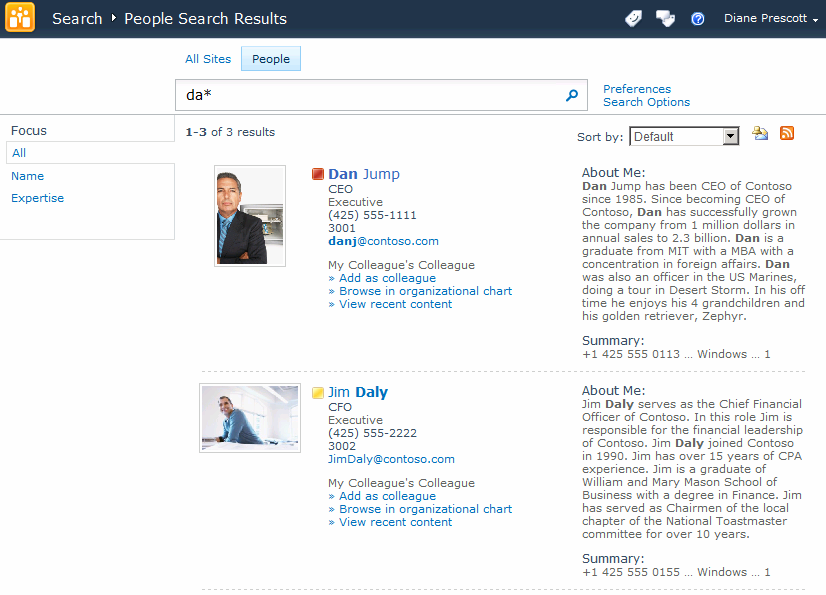 Search ▸ People Search Results
Diane Prescott
All Sites People
da*
Preferences
Search Options
Focus
All
Name
Expertise
1-3 of 3 results
Sort by: Default
Dan Jump
CEO
Executive
(425) 555-1111
3001
danj@contoso.com
My Colleague's Colleague
» Add as colleague
» Browse in organizational chart
» View recent content
About Me:
Dan Jump has been CEO of Contoso
since 1985. Since becoming CEO of
Contoso, Dan has successfully grown
the company from 1 million dollars in
annual sales to 2.3 billion. Dan is a
graduate from MIT with a MBA with a
concentration in foreign affairs. Dan
was also an officer in the US Marines,
doing a tour in Desert Storm. In his off
time he enjoys his 4 grandchildren and
his golden retriever, Zephyr.
Summary:
+1 425 555 0113 ... Windows ... 1
Jim Daly
CFO
Executive
(425) 555-2222
3002
JimDaly@contoso.com
My Colleague's Colleague
» Add as colleague
» Browse in organizational chart
» View recent content
About Me:
Jim Daly serves as the Chief Financial
Officer of Contoso. In this role Jim is
responsible for the financial leadership
of Contoso. Jim Daly joined Contoso
in 1990. Jim has over 15 years of CPA
experience. Jim is a graduate of
William and Mary Mason School of
Business with a degree in Finance. Jim
has served as Chairmen of the local
chapter of the National Toastmaster
committee for over 10 years.
Summary:
+1 425 555 0155 ... Windows ... 1